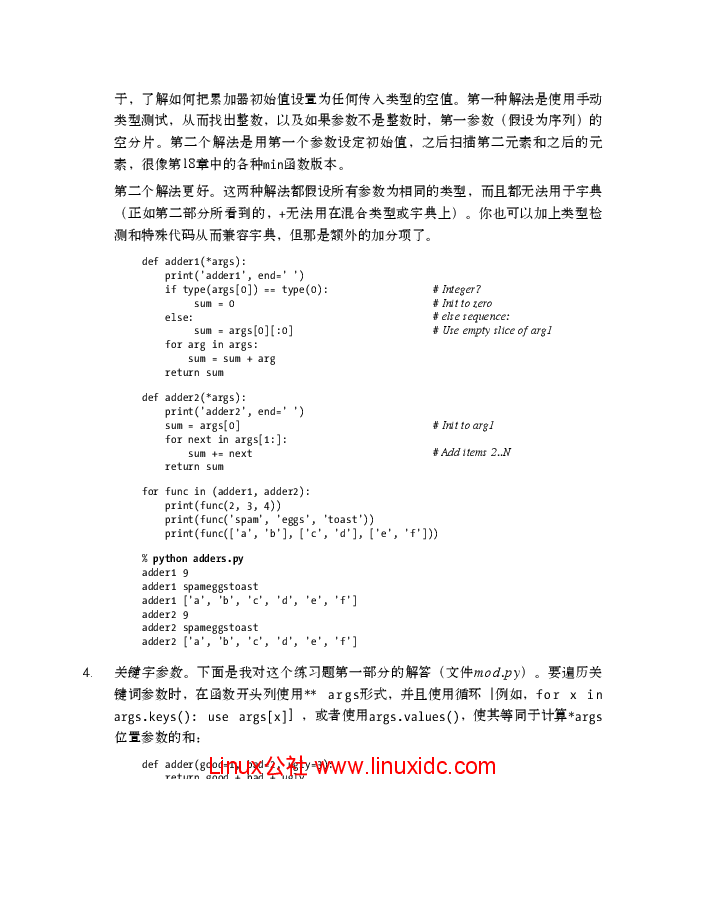 于，了解如何把累加器初始值设置为任何传入类型的空值。第一种解法是使用手动
类型测试，从而找出整数，以及如果参数不是整数时，第一参数（假设为序列）的
空分片。第二个解法是用第一个参数设定初始值，之后扫描第二元素和之后的元
素，很像第18章中的各种min函数版本。
第二个解法更好。这两种解法都假设所有参数为相同的类型，而且都无法用于字典
（正如第二部分所看到的，+无法用在混合类型或字典上）。你也可以加上类型检
测和特殊代码从而兼容字典，但那是额外的加分项了。
def adder1(*args):
    print('adder1', end=' ')
    if type(args[0]) == type(0):                  # Integer?
         sum = 0                                  # Init to zero
    else:                                         # else sequence:
         sum = args[0][:0]                        # Use empty slice of arg1
    for arg in args:
        sum = sum + arg
    return sum
def adder2(*args):
    print('adder2', end=' ')
    sum = args[0]                                 # Init to arg1
    for next in args[1:]:
        sum += next                               # Add items 2..N
    return sum
for func in (adder1, adder2):
    print(func(2, 3, 4))
    print(func('spam', 'eggs', 'toast'))
    print(func(['a', 'b'], ['c', 'd'], ['e', 'f']))
% python adders.py
adder1 9
adder1 spameggstoast
adder1 ['a', 'b', 'c', 'd', 'e', 'f']
adder2 9
adder2 spameggstoast
adder2 ['a', 'b', 'c', 'd', 'e', 'f']
4. 关键字参数。下面是我对这个练习题第一部分的解答（文件mod.py）。要遍历关
键词参数时，在函数开头列使用** args形式，并且使用循环 [例如，for x in
args.keys(): use args[x]]，或者使用args.values()，使其等同于计算*args
位置参数的和：
def adder(good=1, bad=2, ugly=3):
    return good + bad + ugly
Linux公社 www.linuxidc.com